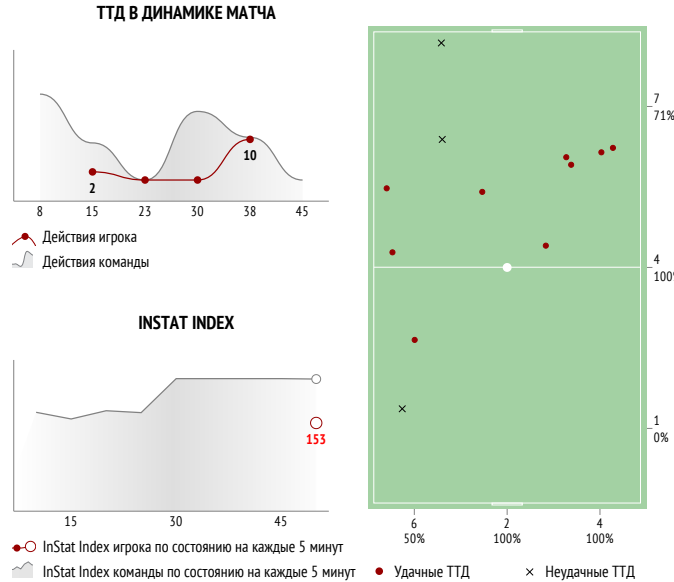 ТТД В ДИНАМИКЕ МАТЧА
2
10
8 15 23 30 38 45
Действия игрока
Действия команды
INSTAT INDEX
153
15 30 45
InStat Index игрока по состоянию на каждые 5 минут
InStat Index команды по состоянию на каждые 5 минут
7
71%
4
100%
1
0%
6 2 4
50% 100% 100%
Удачные ТТД Неудачные ТТД